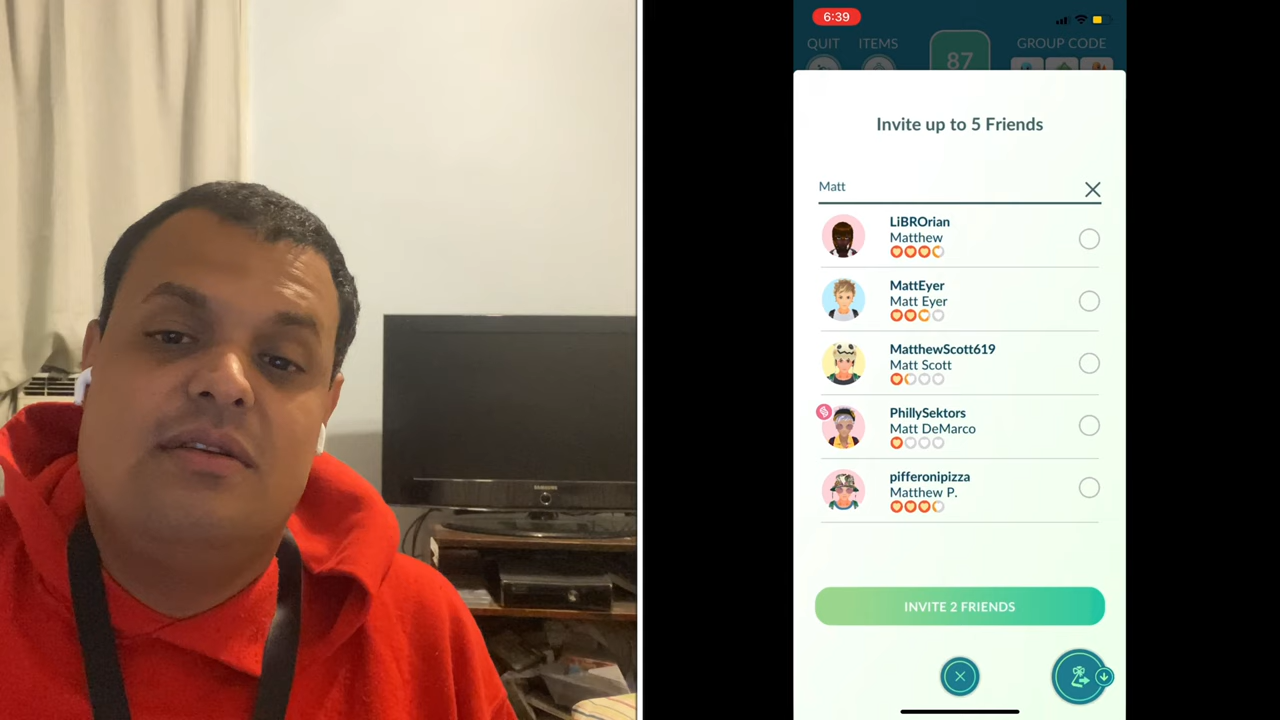 SAMSUNG
6:39
QUIT
ITEMS
87
GROUP CODE
Invite up to 5 Friends
Matt
LiBROrian
Matthew
MattEyer
Matt Eyer
MatthewScott619
Matt Scott
PhillySektors
Matt DeMarco
pifferonipizza
Matthew P.
INVITE 2 FRIENDS